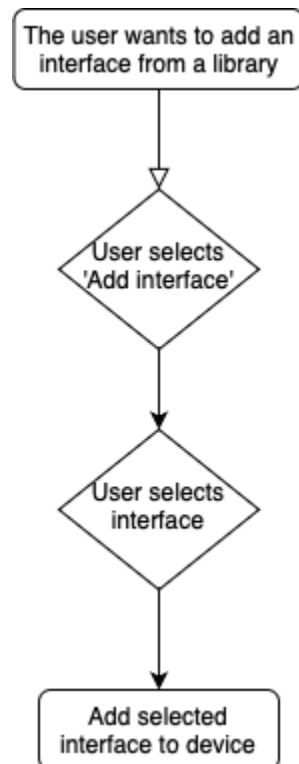 The user wants to add an
interface from a library
User selects
'Add interface'
User selects
interface
Add selected
interface to device